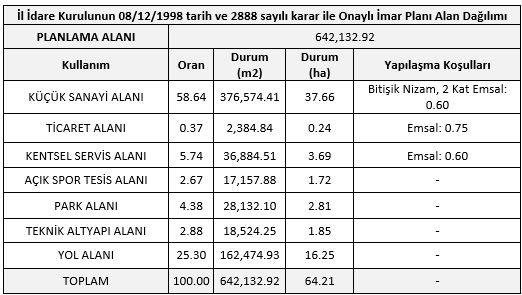 İl İdare Kurulunun 08/12/1998 tarih ve 2888 sayılı karar ile Onaylı İmar Planı Alan Dağılımı
PLANLAMA ALANI 642,132.92
Kullanım Oran Durum (m2) Durum (ha) Yapılaşma Koşulları
KÜÇÜK SANAYİ ALANI 58.64 376,574.41 37.66 Bitişik Nizam, 2 Kat Emsal: 0.60
TİCARET ALANI 0.37 2,384.84 0.24 Emsal: 0.75
KENTSEL SERVİS ALANI 5.74 36,884.51 3.69 Emsal: 0.60
AÇIK SPOR TESİS ALANI 2.67 17,157.88 1.72 -
PARK ALANI 4.38 28,132.10 2.81 -
TEKNİK ALTYAPI ALANI 2.88 18,524.25 1.85 -
YOL ALANI 25.30 162,474.93 16.25 -
TOPLAM 100.00 642,132.92 64.21 -